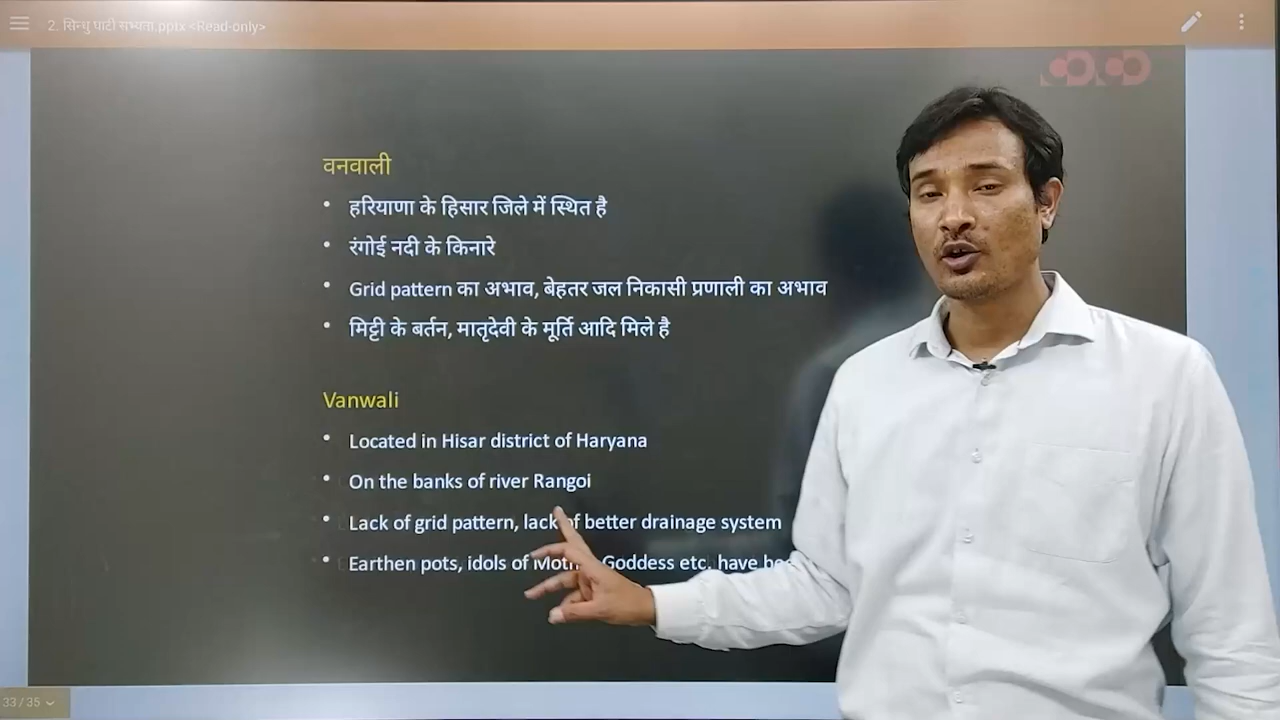 2. सिन्धु घाटी सभ्यता.pptx <Read-only>
वनवाली
• हरियाणा के हिसार जिले में स्थित है
• रंगोई नदी के किनारे
• Grid pattern का अभाव, बेहतर जल निकासी प्रणाली का अभाव
• मिट्टी के बर्तन, मातृदेवी के मूर्ति आदि मिले है
Vanwali
• Located in Hisar district of Haryana
• On the banks of river Rangoi
• Lack of grid pattern, lack of better drainage system
• Earthen pots, idols of Goddess etc. have
33 / 35